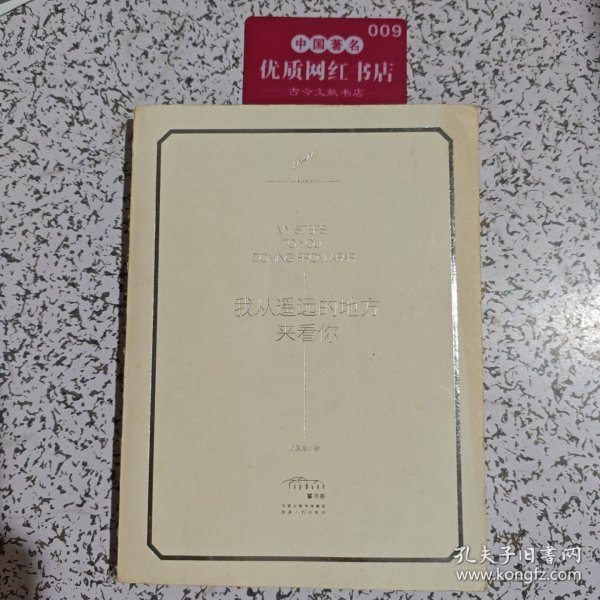 009
中国著名
优质网红书店
古今文献书店
MY STEPS
TO YOU
COMING FROM AFAR
我从遥远的地方
来看你
TopBook
孔夫子旧书网
www.kongfz.com